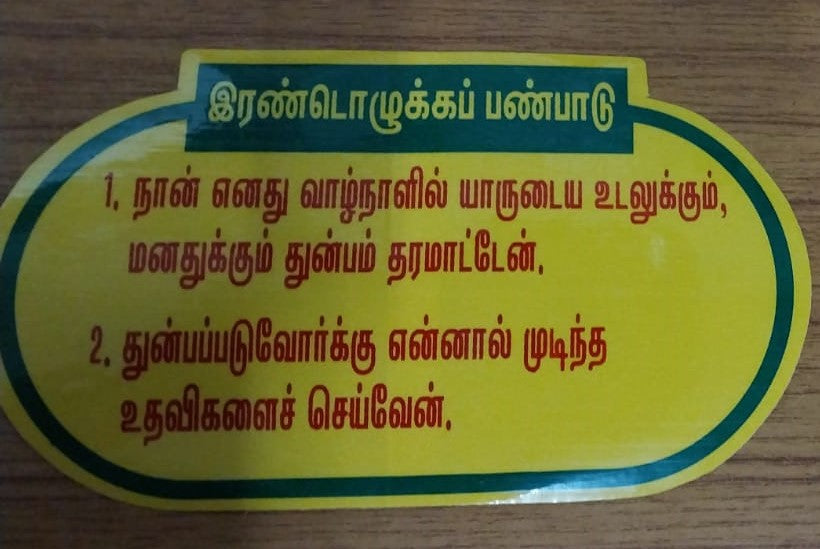 இரண்டொழுக்கப் பண்பாடு
1. நான் எனது வாழ்நாளில் யாருடைய உடலுக்கும்,
மனதுக்கும் துன்பம் தரமாட்டேன்.
2. துன்பப்படுவோர்க்கு என்னால் முடிந்த
உதவிகளைச் செய்வேன்.